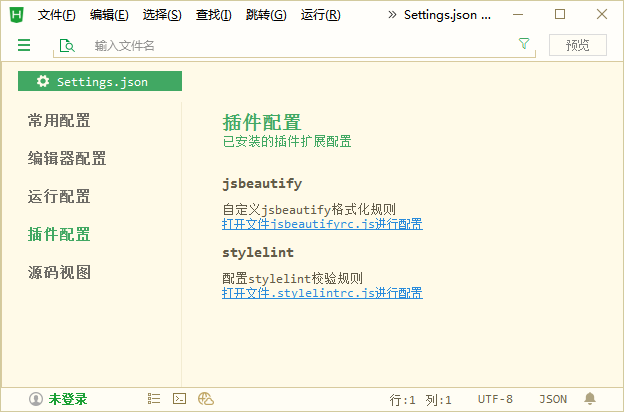 文件(F) 编辑(E) 选择(S) 查找(I) 跳转(G) 运行(R) » Settings.json ...
输入文件名 预览
Settings.json
常用配置
编辑器配置
运行配置
插件配置
源码视图
插件配置
已安装的插件扩展配置
jsbeautify
自定义jsbeautify格式化规则
打开文件jsbeautifyrc.js进行配置
stylelint
配置stylelint校验规则
打开文件.stylelintrc.js进行配置
未登录 行:1 列:1 UTF-8 JSON